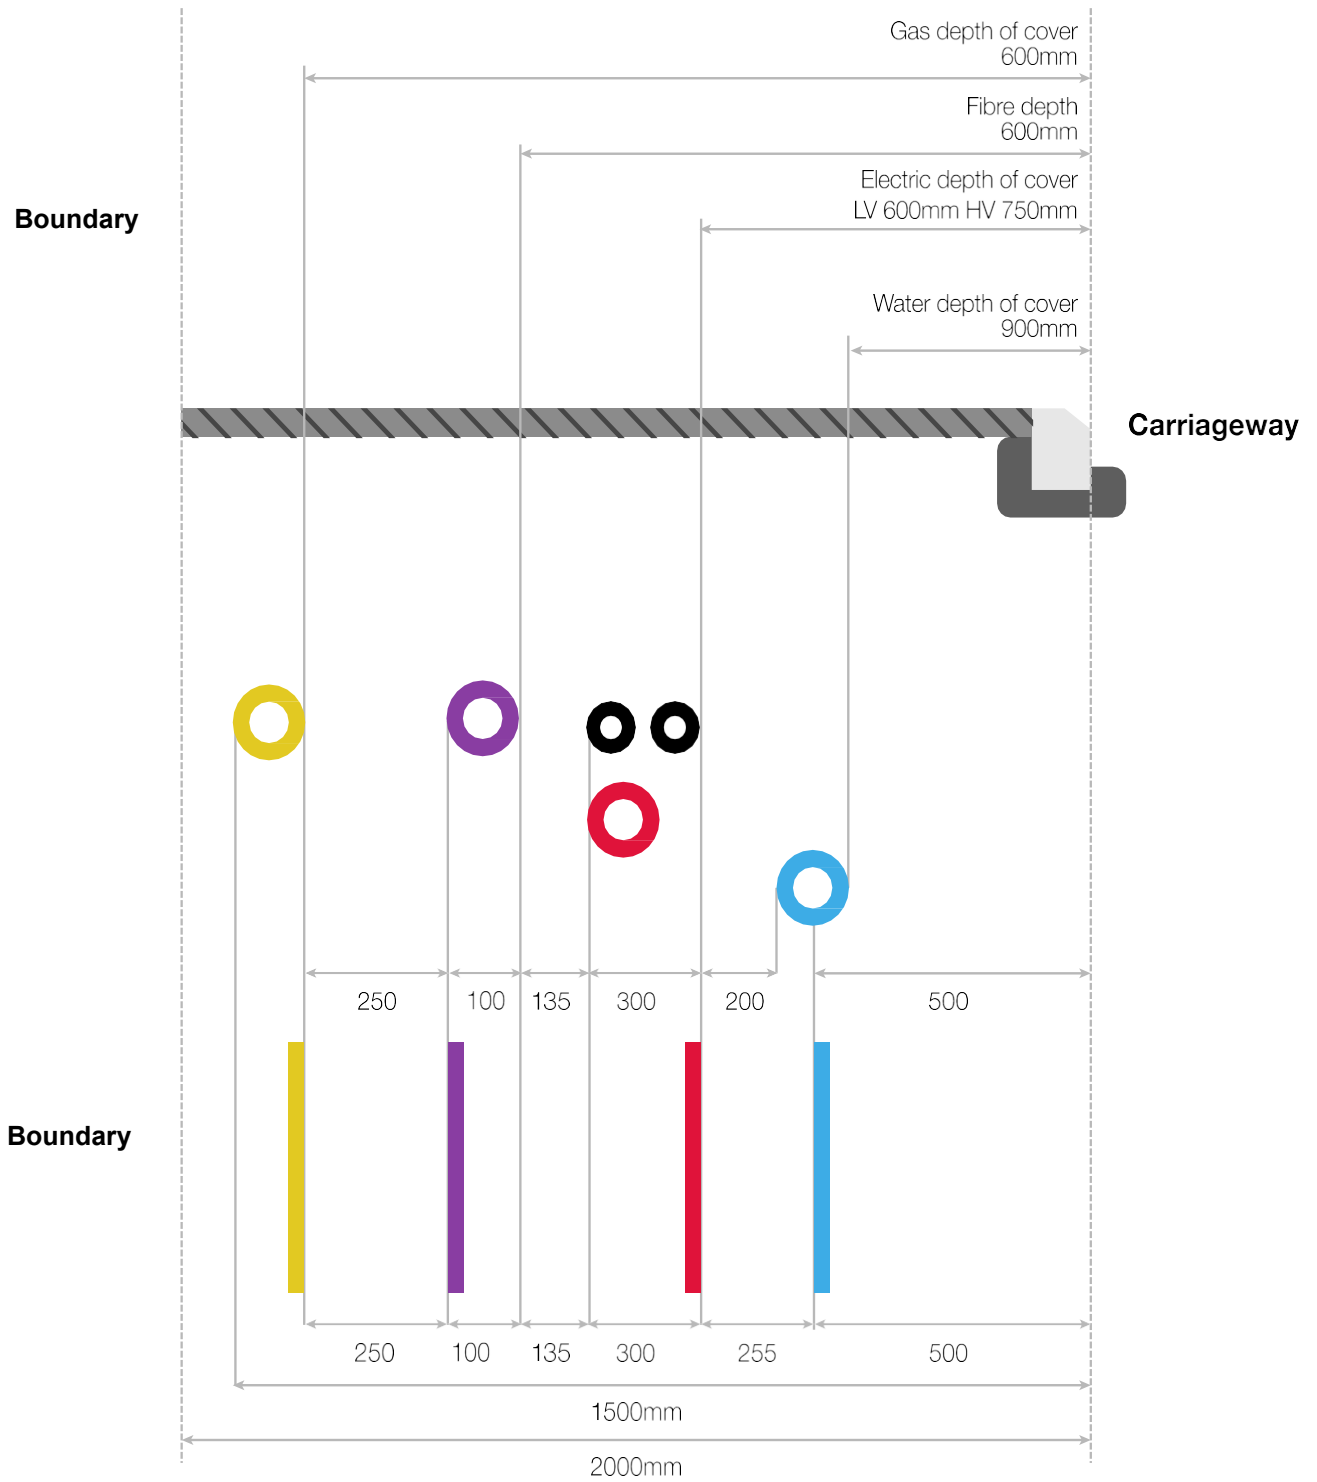 Gas depth of cover
600mm
Fibre depth
600mm
Electric depth of cover
LV 600mm HV 750mm
Boundary
Water depth of cover
900mm
Carriageway
250 100 135 300 200 500
Boundary
250 100 135 300 255 500
1500mm
2000mm